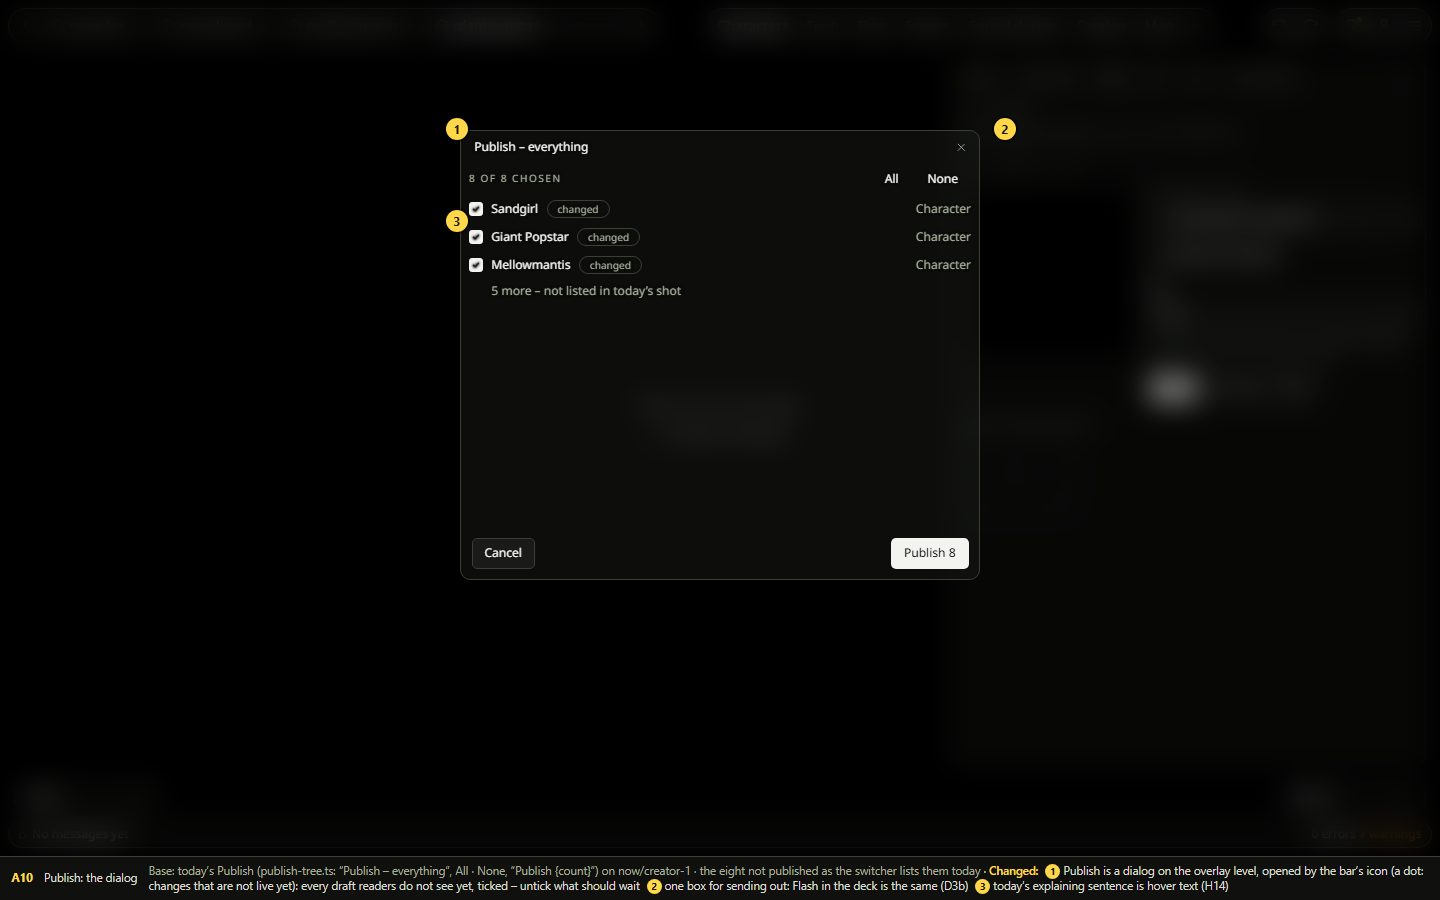 1
2
Publish – everything
8 OF 8 CHOSEN All None
3
Sandgirl changed Character
Giant Popstar changed Character
Mellowmantis changed Character
5 more – not listed in today's shot
Cancel Publish 8
No messages yet
A10 Publish: the dialog
Base: today's Publish (publish-tree.ts: “Publish – everything”, All · None, “Publish {count}”) on now/creator-1 · the eight not published as the switcher lists them today · Changed: 1 Publish is a dialog on the overlay level, opened by the bar's icon (a dot:
changes that are not live yet): every draft readers do not see yet, ticked – untick what should wait 2 one box for sending out: Flash in the deck is the same (D3b) 3 today's explaining sentence is hover text (H14)